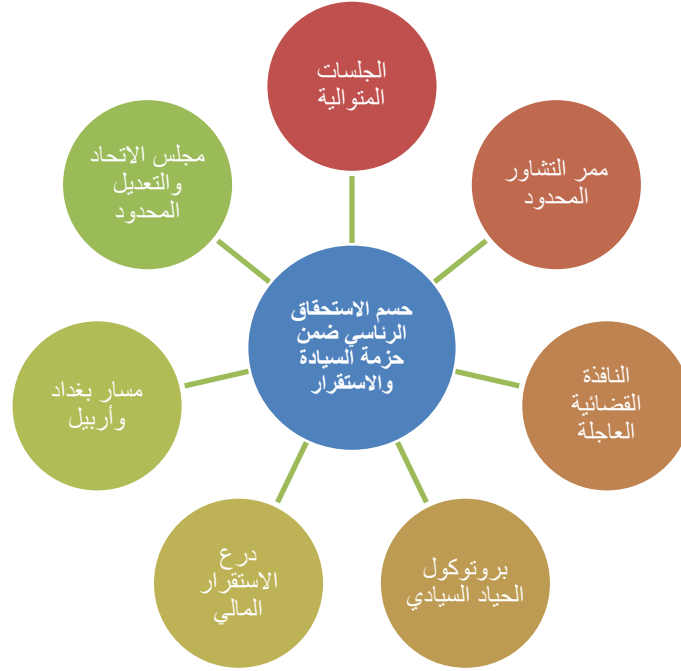 الجلسات
المتوالية
ممر التشاور
المحدود
النافذة
القضائية
العاجلة
بروتوكول
الحياد السيادي
درع
الاستقرار
المالي
مسار بغداد
وأربيل
مجلس الاتحاد
والتعديل
المحدود
حسم الاستحقاق
الرئاسي ضمن
حزمة السيادة
والاستقرار